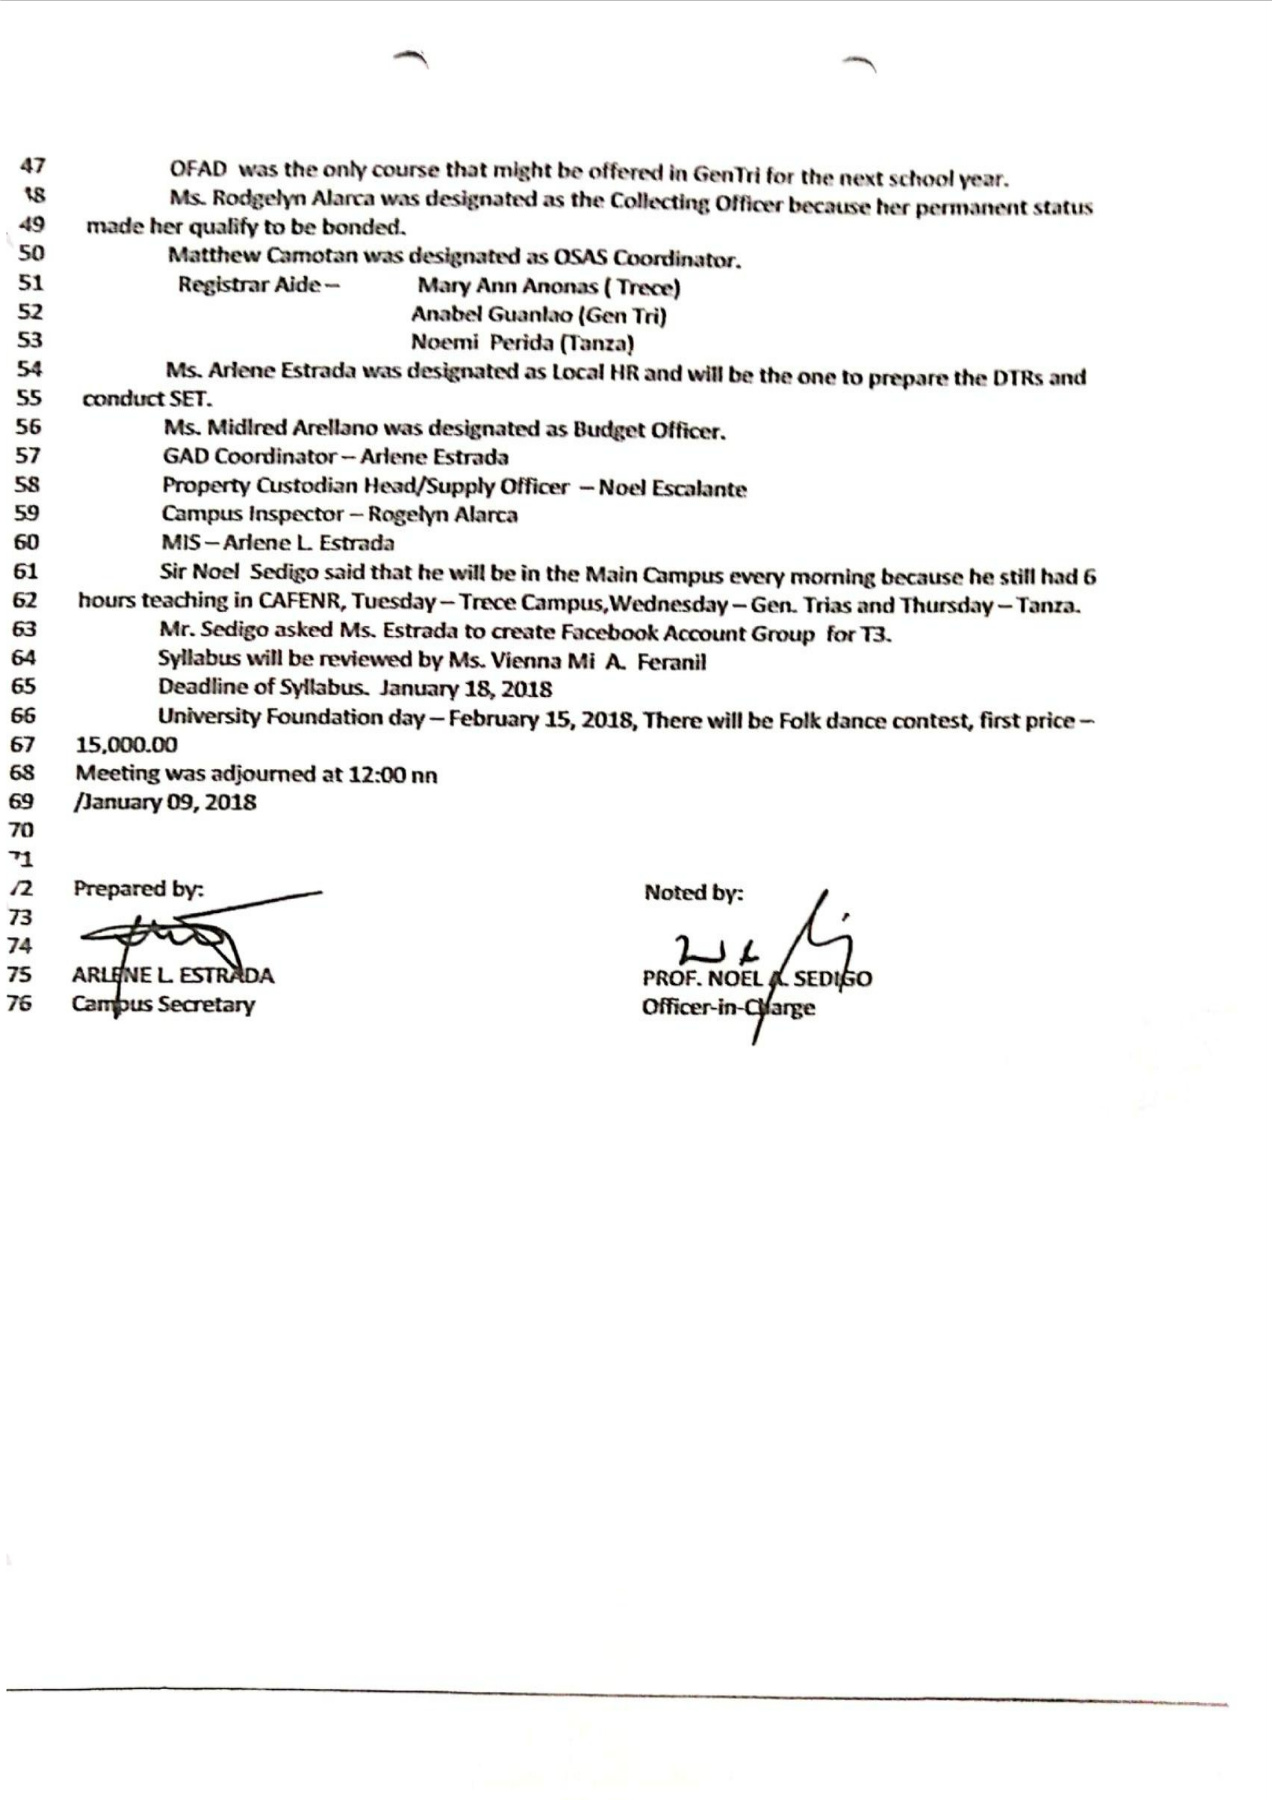 47 OFAD was the only course that might be offered in GenTri for the next school year.
48 Ms. Rodgelyn Alarca was designated as the Collecting Officer because her permanent status
49 made her qualify to be bonded.
50 Matthew Camotan was designated as OSAS Coordinator.
51 Registrar Aide – Mary Ann Anonas ( Trece)
52 Anabel Guanlao (Gen Tri)
53 Noemi Perida (Tanza)
54 Ms. Arlene Estrada was designated as Local HR and will be the one to prepare the DTRs and
55 conduct SET.
56 Ms. Midlred Arellano was designated as Budget Officer.
57 GAD Coordinator – Arlene Estrada
58 Property Custodian Head/Supply Officer – Noel Escalante
59 Campus Inspector – Rogelyn Alarca
60 MIS – Arlene L. Estrada
61 Sir Noel Sedigo said that he will be in the Main Campus every morning because he still had 6
62 hours teaching in CAFENR, Tuesday – Trece Campus,Wednesday – Gen. Trias and Thursday – Tanza.
63 Mr. Sedigo asked Ms. Estrada to create Facebook Account Group for T3.
64 Syllabus will be reviewed by Ms. Vienna Mi A. Feranil
65 Deadline of Syllabus. January 18, 2018
66 University Foundation day – February 15, 2018, There will be Folk dance contest, first price –
67 15,000.00
68 Meeting was adjourned at 12:00 nn
69 /January 09, 2018
70
71
72 Prepared by: Noted by:
73
74
75 ARLENE L. ESTRADA PROF. NOEL A. SEDIGO
76 Campus Secretary Officer-in-Charge